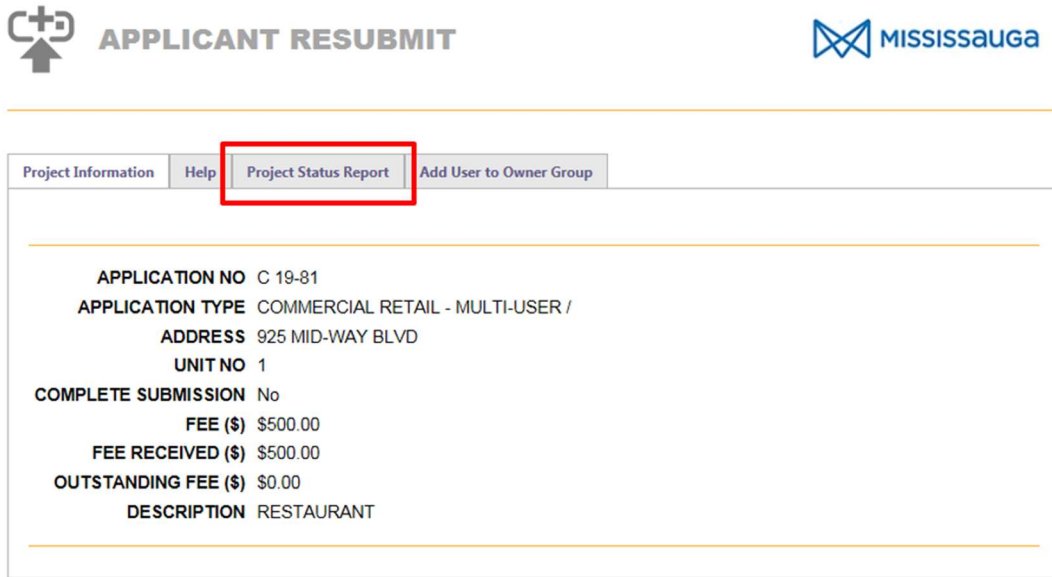 APPLICANT RESUBMIT
MISSISSauGa
Project Information Help Project Status Report Add User to Owner Group
APPLICATION NO C 19-81
APPLICATION TYPE COMMERCIAL RETAIL - MULTI-USER /
ADDRESS 925 MID-WAY BLVD
UNIT NO 1
COMPLETE SUBMISSION No
FEE ($) $500.00
FEE RECEIVED ($) $500.00
OUTSTANDING FEE ($) $0.00
DESCRIPTION RESTAURANT